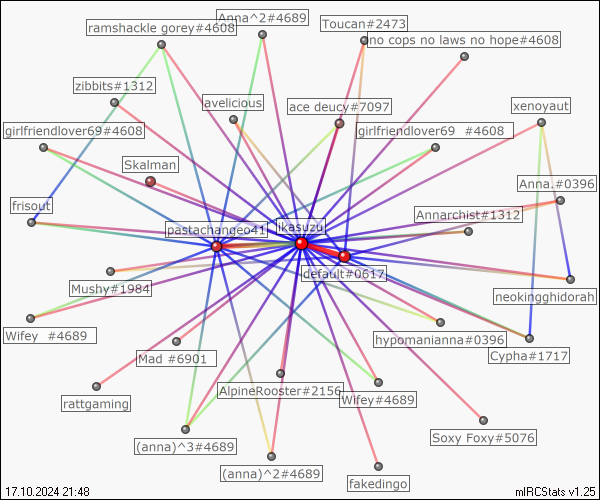 Anna^2#4689
Toucan#2473
ramshackle gorey#4608
no cops no laws no hope#4608
zibbits#1312
avelicious
ace deucy#7097
xenoyaut
girlfriendlover69#4608
girlfriendlover69 #4608
Skalman
Anna.#0396
frisout
Annarchist#1312
pastachangeo41
ikasuzu
default#0617
Mushy#1984
neokingghidorah
Wifey #4689
hypomanianna#0396
Mad #6901
Cypha#1717
AlpineRooster#2156
Wifey#4689
rattgaming
Soxy Foxy#5076
(anna)^3#4689
(anna)^2#4689
fakedingo
17.10.2024 21:48
mIRCStats v1.25